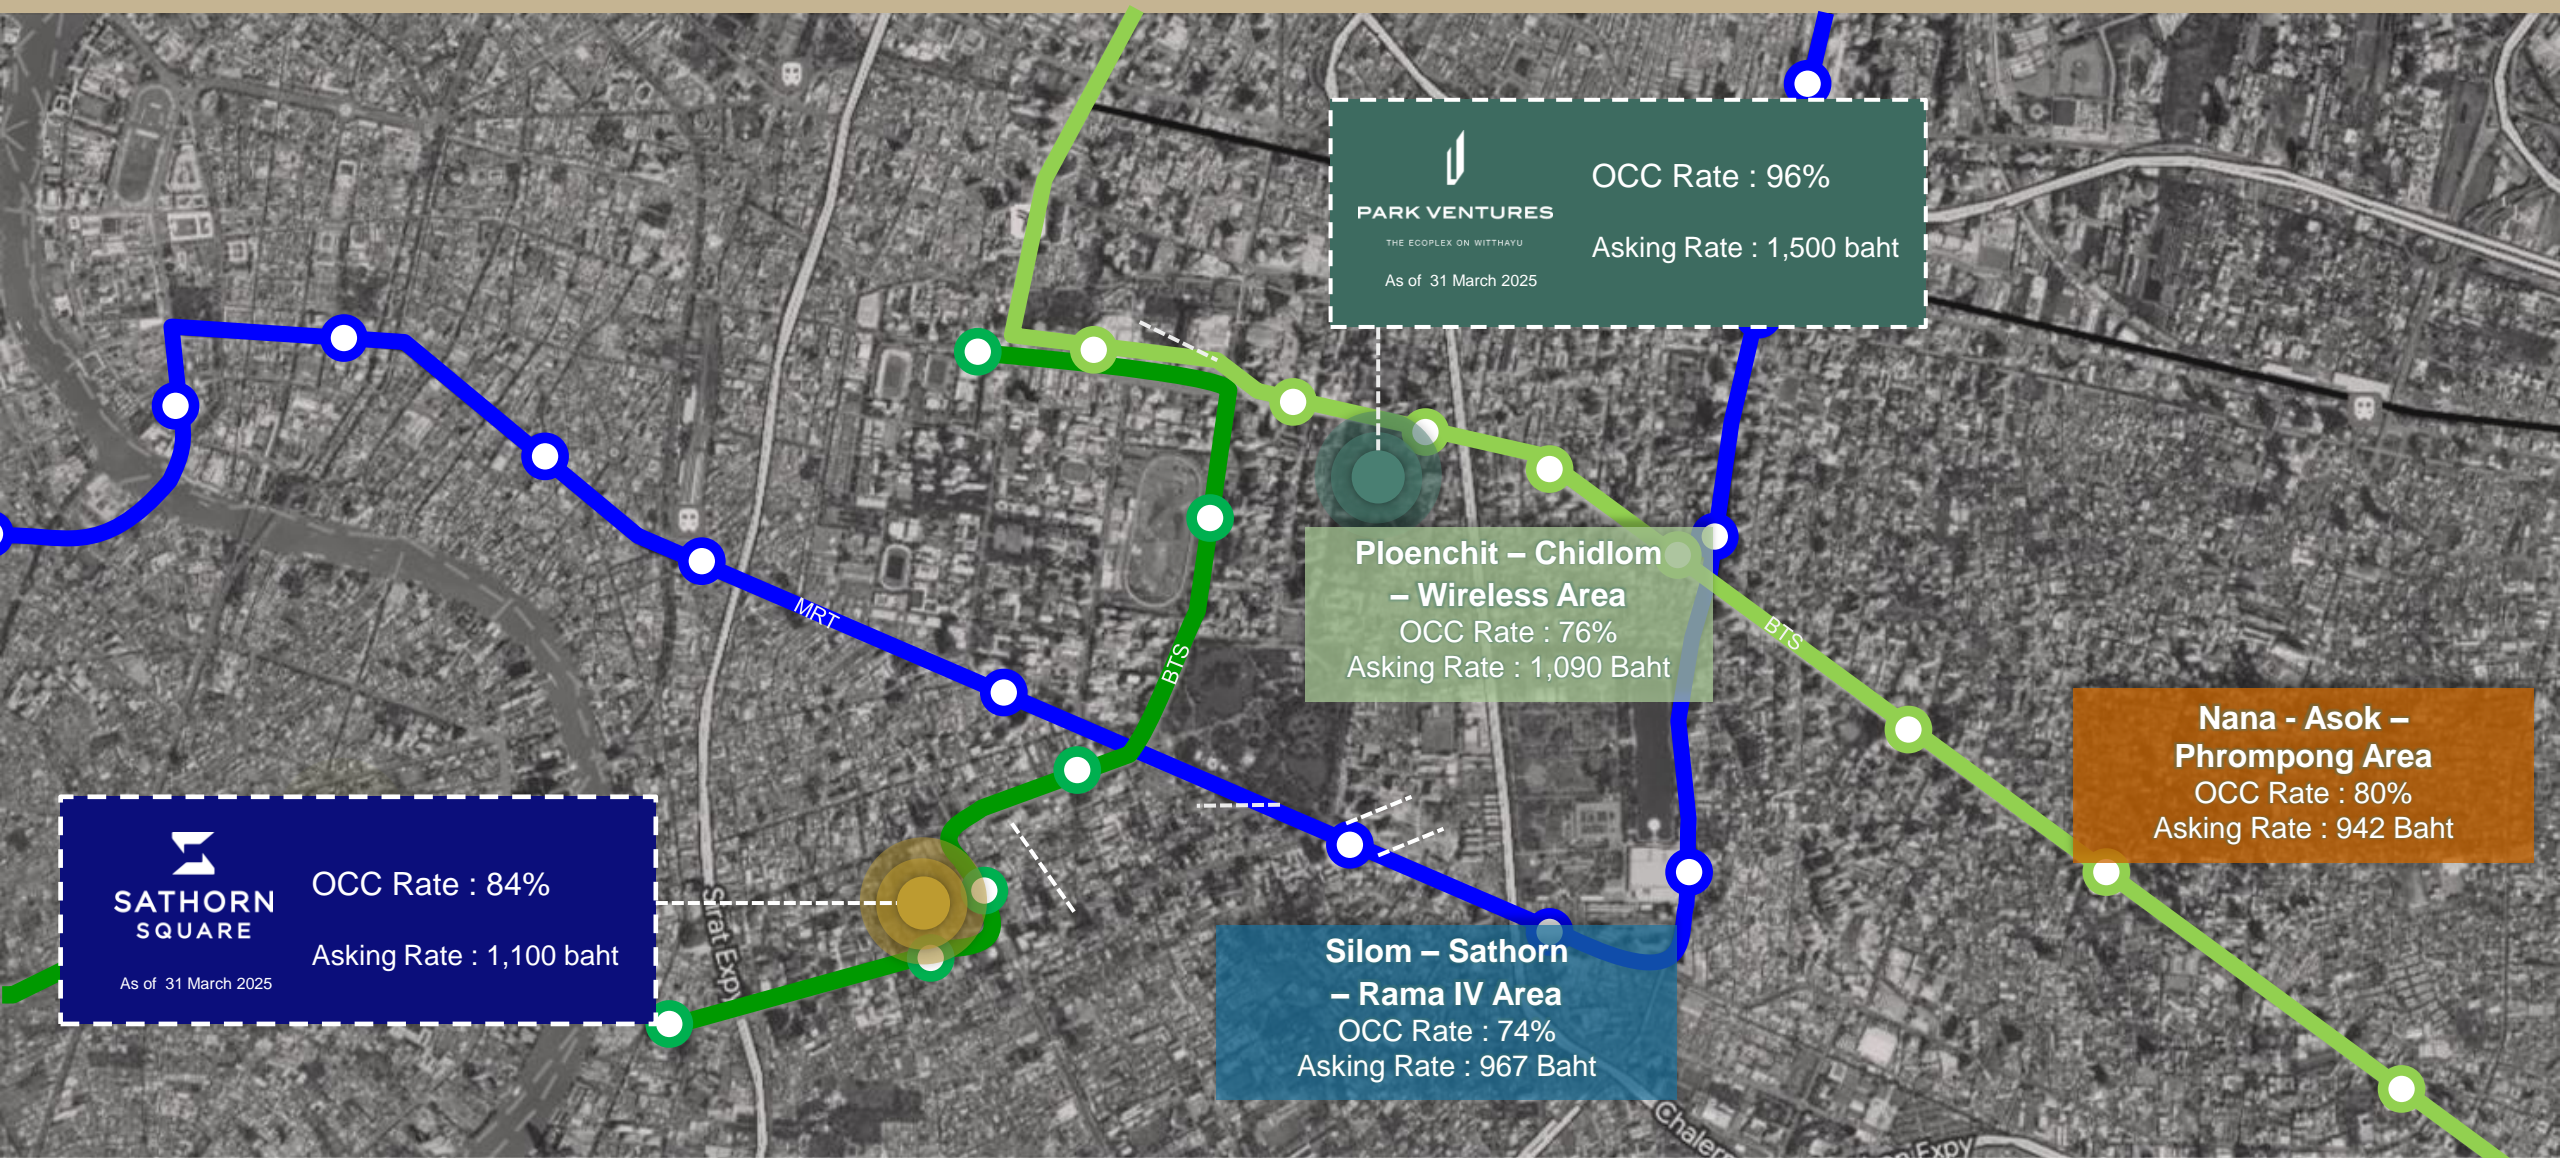 PARK VENTURES
THE ECOPLEX ON WITTHAYU
As of 31 March 2025
OCC Rate : 96%
Asking Rate : 1,500 baht
MRT
BTS
BTS
Ploenchit – Chidlom
– Wireless Area
OCC Rate : 76%
Asking Rate : 1,090 Baht
Nana - Asok –
Phrompong Area
OCC Rate : 80%
Asking Rate : 942 Baht
SATHORN
SQUARE
As of 31 March 2025
OCC Rate : 84%
Asking Rate : 1,100 baht
Sirat Expy
Silom – Sathorn
– Rama IV Area
OCC Rate : 74%
Asking Rate : 967 Baht
Expy